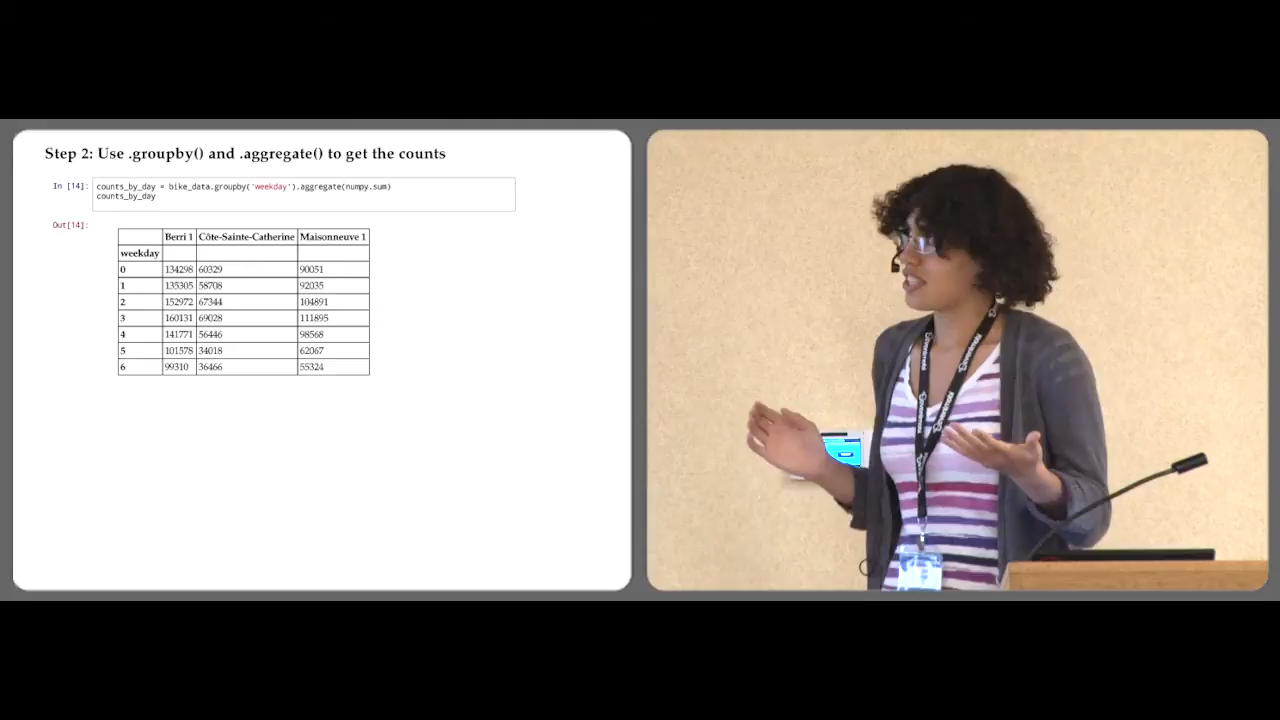 Step 2: Use .groupby() and .aggregate() to get the counts
In [14]: counts_by_day = bike_data.groupby('weekday').aggregate(numpy.sum)
counts_by_day
Out[14]:
Berri 1 Côte-Sainte-Catherine Maisonneuve 1
weekday
0 134298 60329 90051
1 135305 58708 92035
2 152972 67344 104891
3 160131 69028 111895
4 141771 56446 98568
5 101578 34018 62067
6 99310 36466 55324